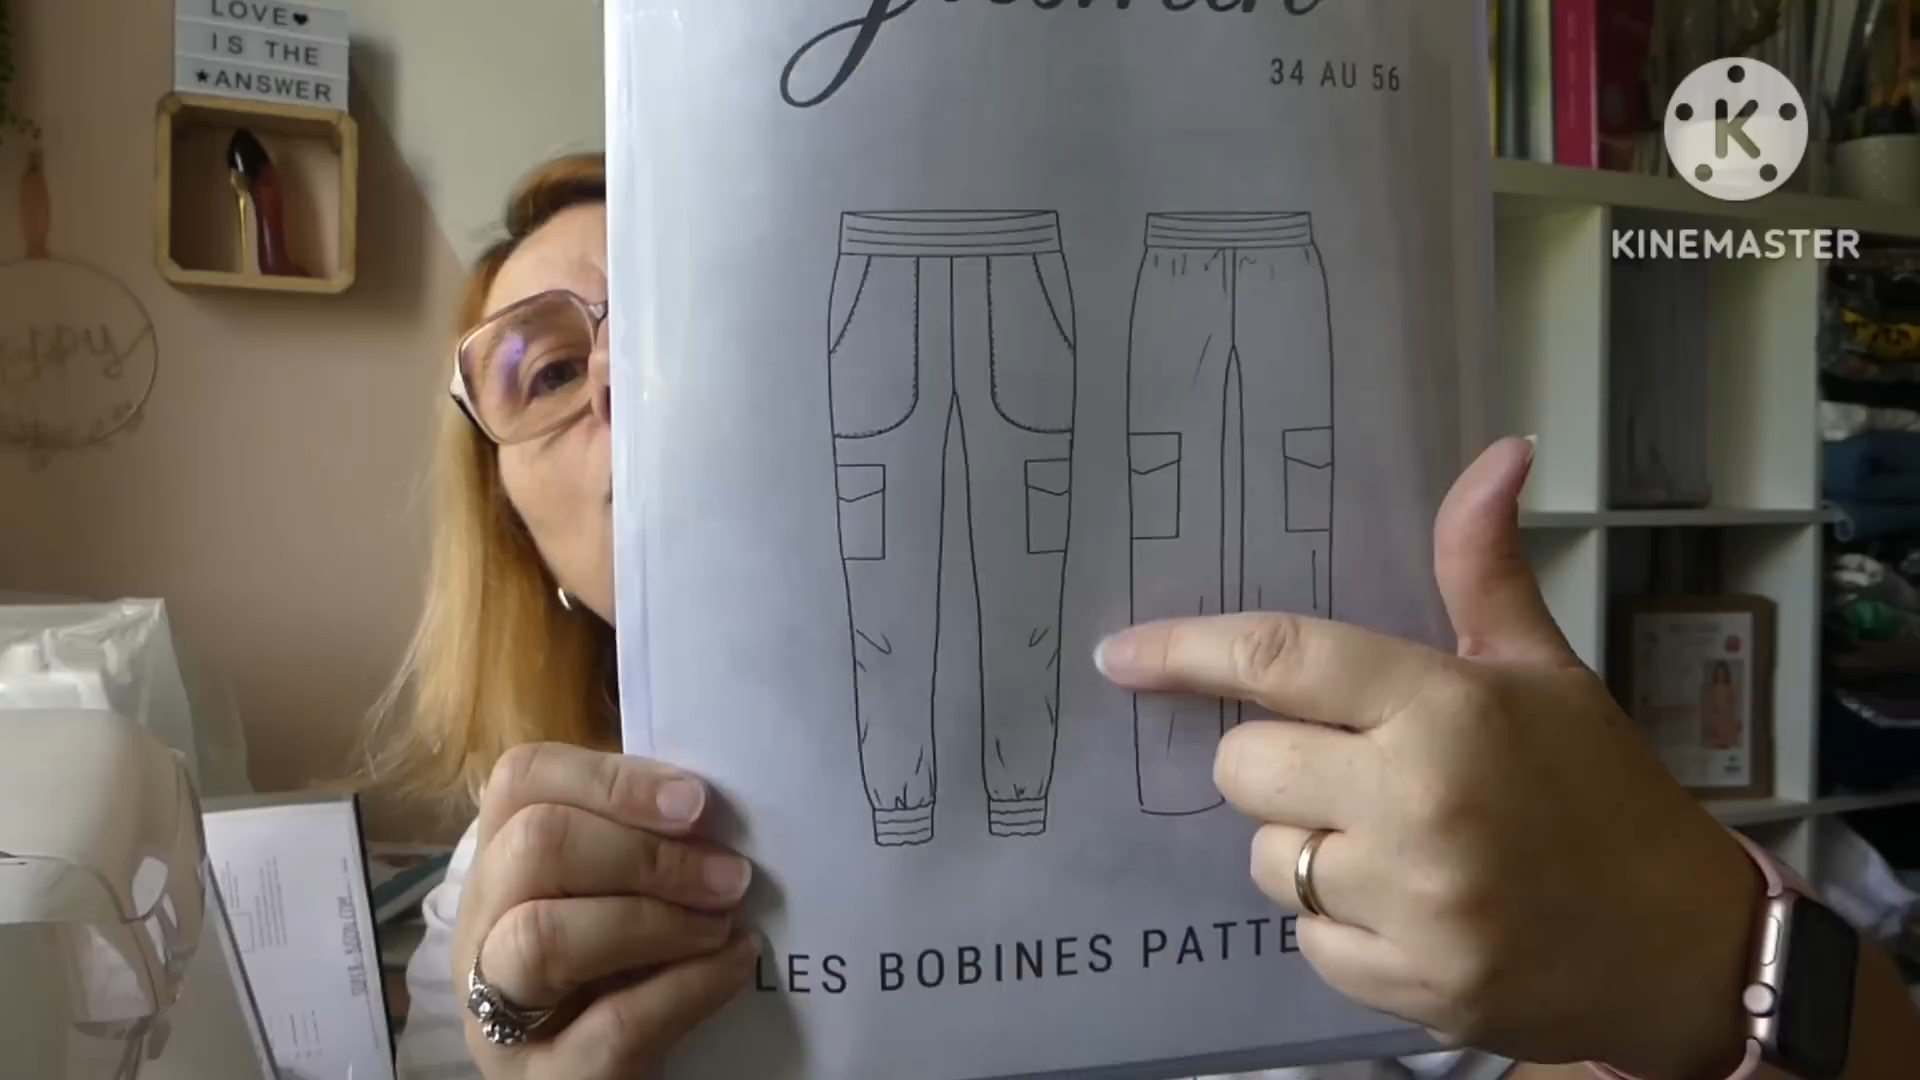 LOVE♥
IS THE
★ANSWER
34 AU 56
K
KINEMASTER
LES BOBINES PATTE